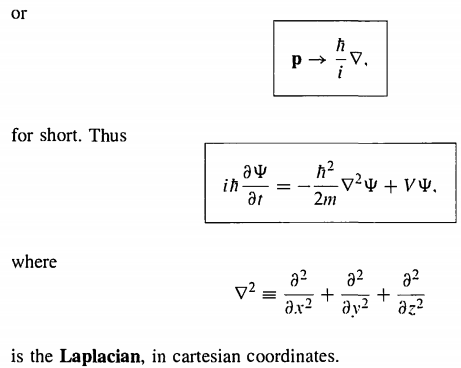 or
p → ħ/i ∇,
for short. Thus
iħ ∂Ψ/∂t = − ħ²/2m ∇²Ψ + VΨ,
where
∇² ≡ ∂²/∂x² + ∂²/∂y² + ∂²/∂z²
is the Laplacian, in cartesian coordinates.